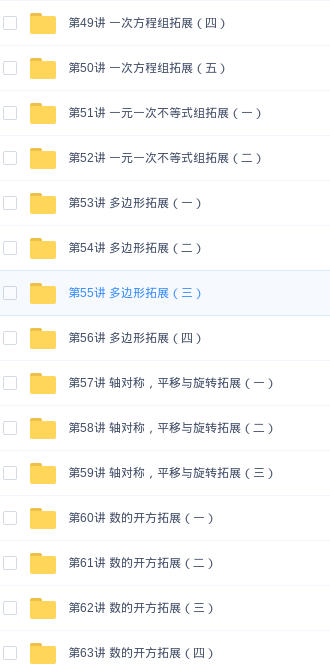 第49讲 一次方程组拓展（四）
第50讲 一次方程组拓展（五）
第51讲 一元一次不等式组拓展（一）
第52讲 一元一次不等式组拓展（二）
第53讲 多边形拓展（一）
第54讲 多边形拓展（二）
第55讲 多边形拓展（三）
第56讲 多边形拓展（四）
第57讲 轴对称，平移与旋转拓展（一）
第58讲 轴对称，平移与旋转拓展（二）
第59讲 轴对称，平移与旋转拓展（三）
第60讲 数的开方拓展（一）
第61讲 数的开方拓展（二）
第62讲 数的开方拓展（三）
第63讲 数的开方拓展（四）